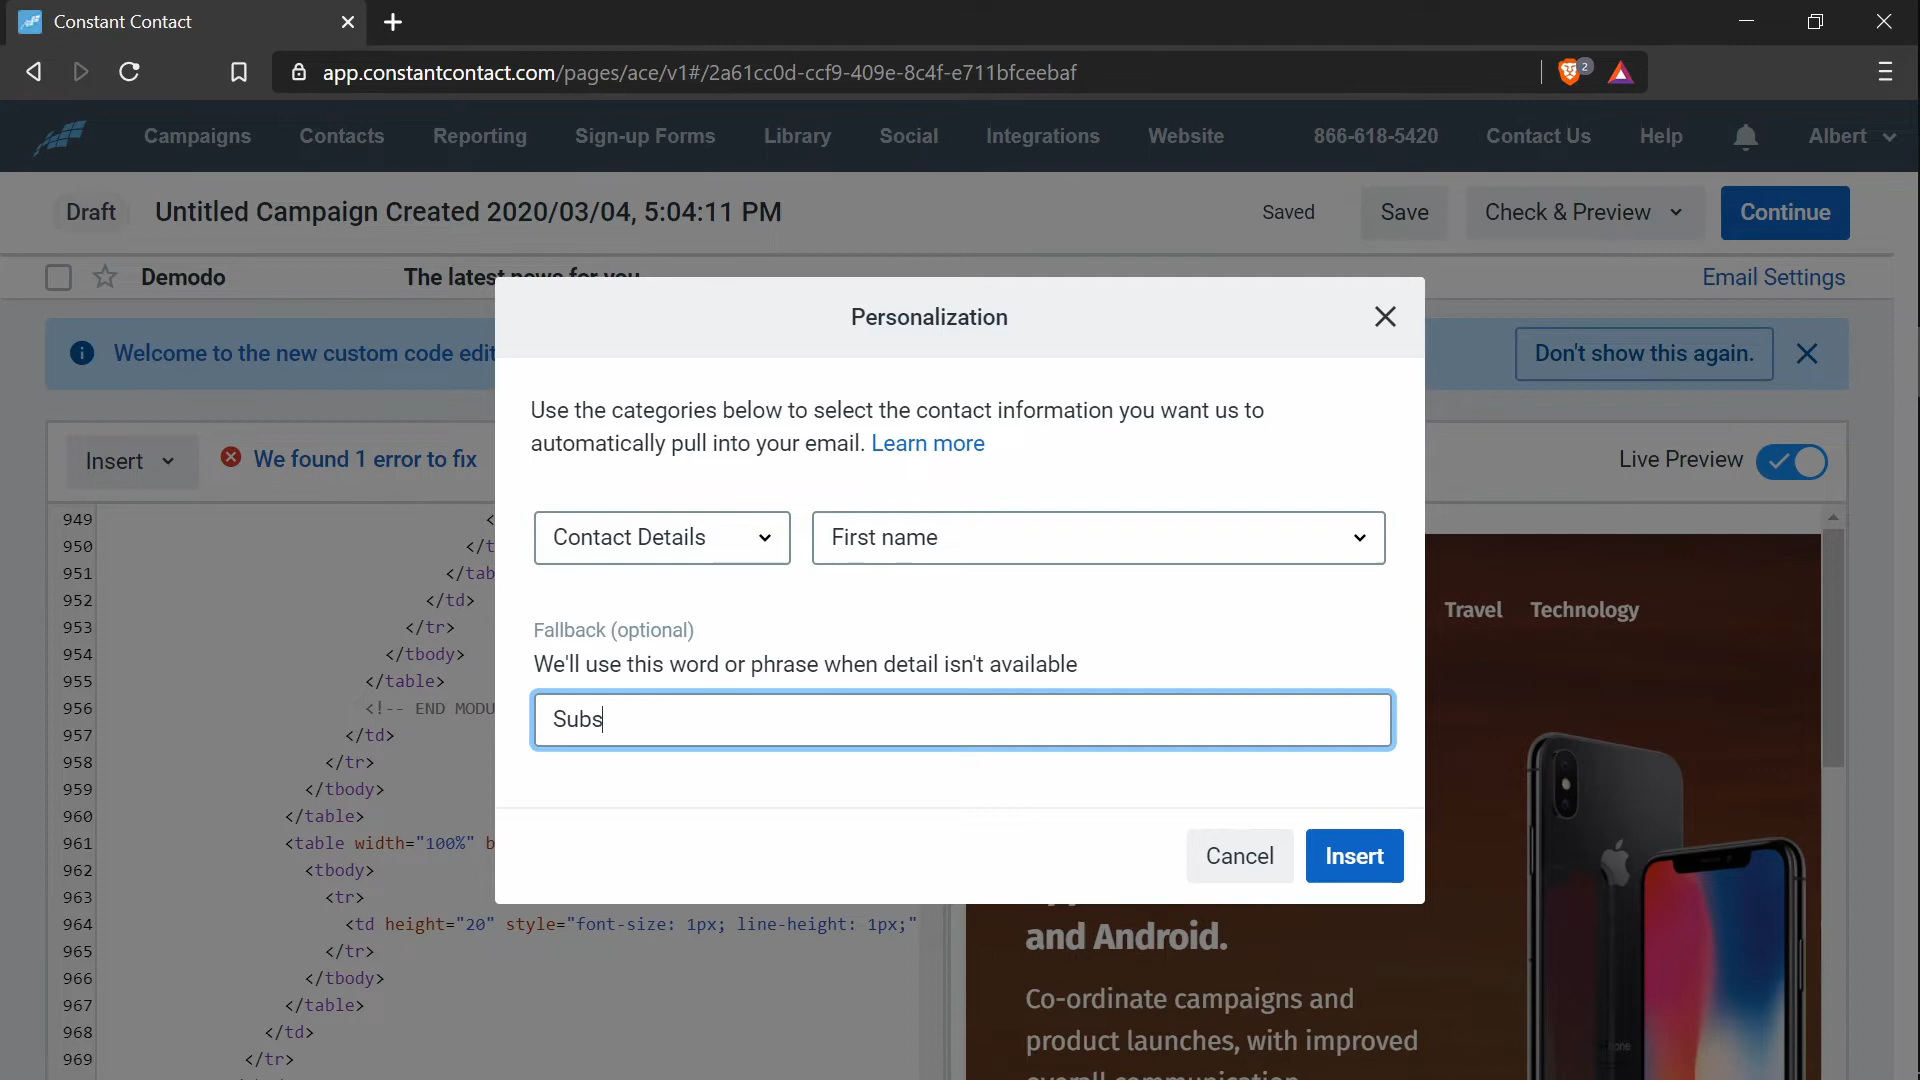 Constant Contact
app.constantcontact.com/pages/ace/v1#/2a61cc0d-ccf9-409e-8c4f-e711bfceebaf
2
Campaigns Contacts Reporting Sign-up Forms Library Social Integrations Website 866-618-5420 Contact Us Help Albert
Draft Untitled Campaign Created 2020/03/04, 5:04:11 PM Saved Save Check & Preview Continue
Demodo The latest news for you Email Settings
Welcome to the new custom code edit Don't show this again.
Personalization
Use the categories below to select the contact information you want us to
automatically pull into your email. Learn more
Contact Details First name
Fallback (optional)
We'll use this word or phrase when detail isn't available
Subs
Cancel Insert
Insert We found 1 error to fix Live Preview
949 <
950 </t
951 </tab
952 </td>
953 </tr>
954 </tbody>
955 </table>
956 <!-- END MODU
957 </td>
958 </tr>
959 </tbody>
960 </table>
961 <table width="100%" b
962 <tbody>
963 <tr>
964 <td height="20" style="font-size: 1px; line-height: 1px;"
965 </tr>
966 </tbody>
967 </table>
968 </td>
969 </tr>
Travel Technology
and Android.
Co-ordinate campaigns and
product launches, with improved
overall communication